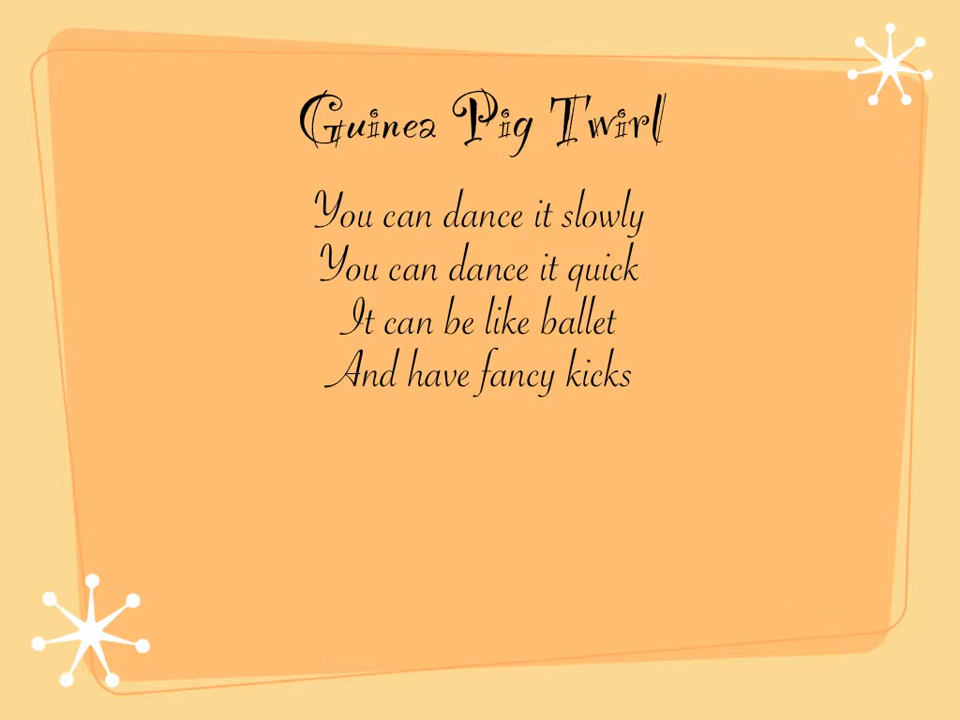 Guinea Pig Twirl
You can dance it slowly
You can dance it quick
It can be like ballet
And have fancy kicks